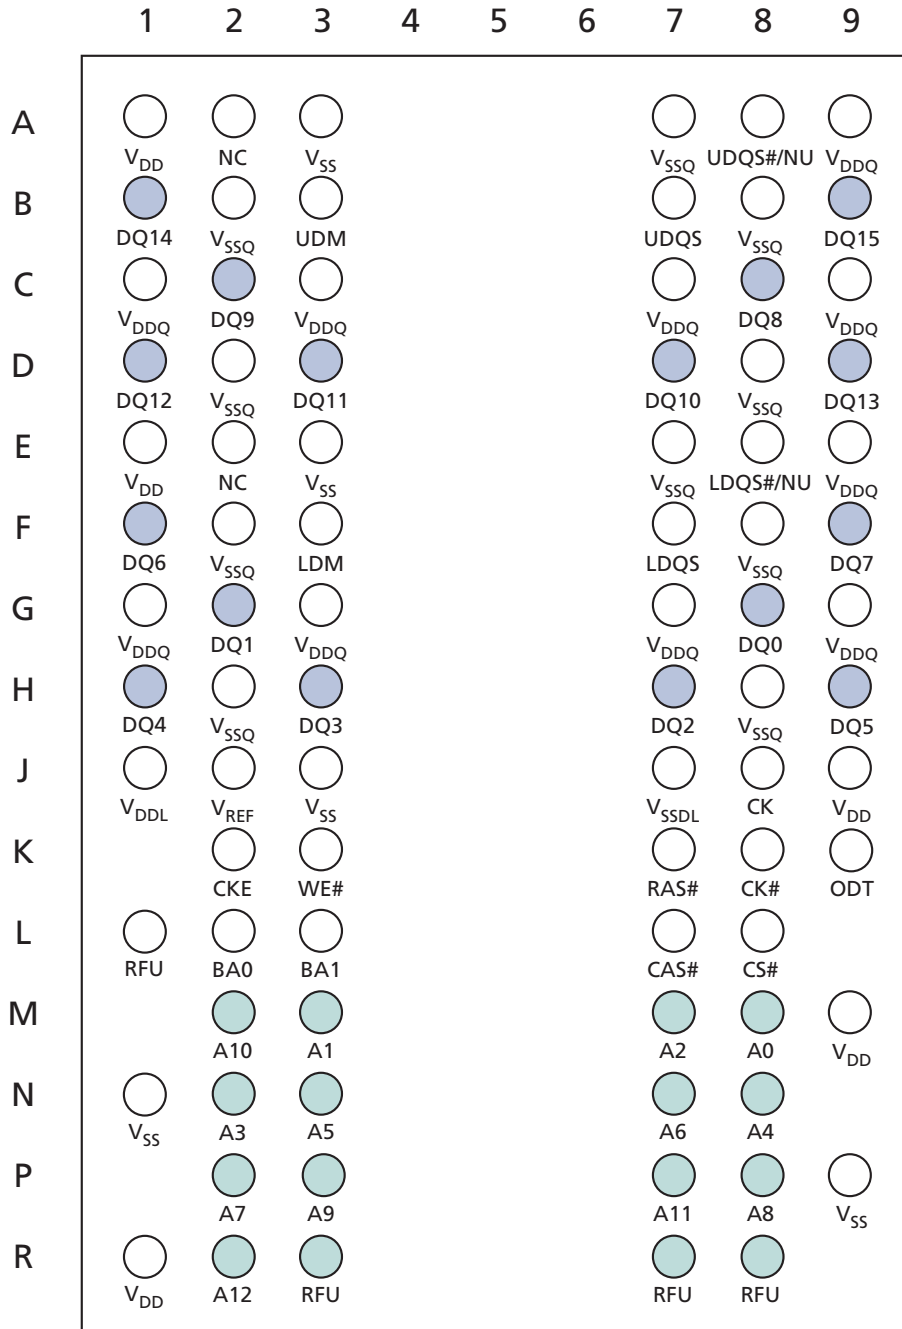 1 2 3 4 5 6 7 8 9
A
VDD NC VSS VSSQ UDQS#/NU VDDQ
B
DQ14 VSSQ UDM UDQS VSSQ DQ15
C
VDDQ DQ9 VDDQ VDDQ DQ8 VDDQ
D
DQ12 VSSQ DQ11 DQ10 VSSQ DQ13
E
VDD NC VSS VSSQ LDQS#/NU VDDQ
F
DQ6 VSSQ LDM LDQS VSSQ DQ7
G
VDDQ DQ1 VDDQ VDDQ DQ0 VDDQ
H
DQ4 VSSQ DQ3 DQ2 VSSQ DQ5
J
VDDL VREF VSS VSSDL CK VDD
K
CKE WE# RAS# CK# ODT
L
RFU BA0 BA1 CAS# CS#
M
A10 A1 A2 A0 VDD
N
VSS A3 A5 A6 A4
P
A7 A9 A11 A8 VSS
R
VDD A12 RFU RFU RFU